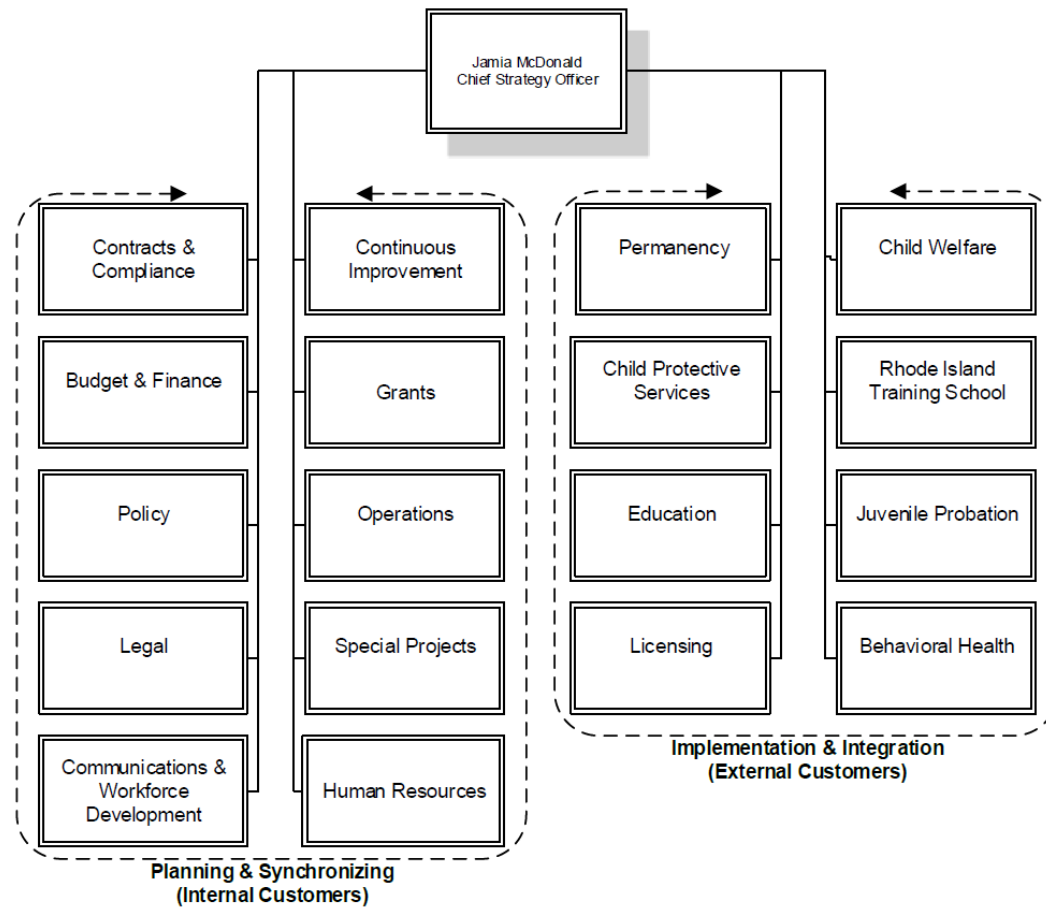 Jamia McDonald
Chief Strategy Officer
Contracts &
Compliance
Continuous
Improvement
Permanency
Child Welfare
Budget & Finance
Grants
Child Protective
Services
Rhode Island
Training School
Policy
Operations
Education
Juvenile Probation
Legal
Special Projects
Licensing
Behavioral Health
Communications &
Workforce
Development
Human Resources
Implementation & Integration
(External Customers)
Planning & Synchronizing
(Internal Customers)